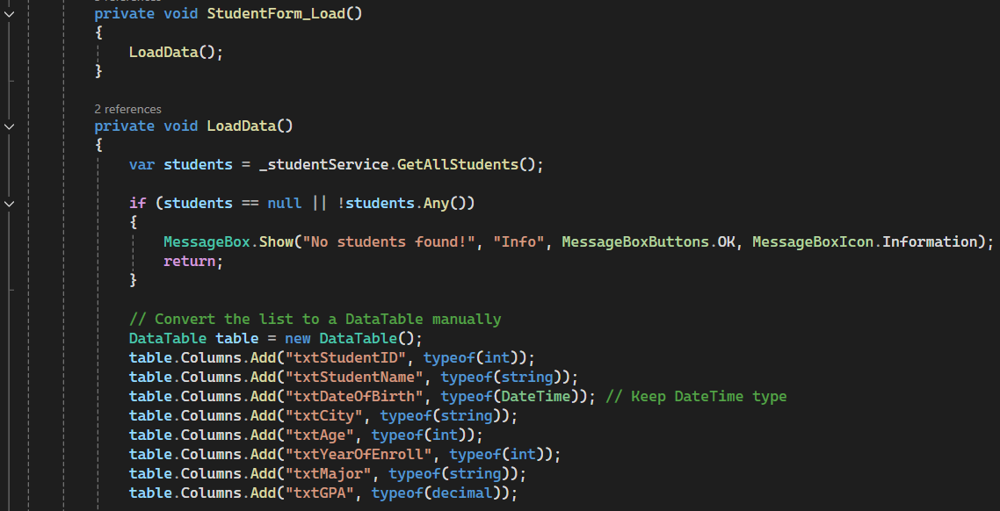 private void StudentForm_Load()
{
LoadData();
}
2 references
private void LoadData()
{
var students = _studentService.GetAllStudents();
if (students == null || !students.Any())
{
MessageBox.Show("No students found!", "Info", MessageBoxButtons.OK, MessageBoxIcon.Information);
return;
}
// Convert the list to a DataTable manually
DataTable table = new DataTable();
table.Columns.Add("txtStudentID", typeof(int));
table.Columns.Add("txtStudentName", typeof(string));
table.Columns.Add("txtDateOfBirth", typeof(DateTime)); // Keep DateTime type
table.Columns.Add("txtCity", typeof(string));
table.Columns.Add("txtAge", typeof(int));
table.Columns.Add("txtYearOfEnroll", typeof(int));
table.Columns.Add("txtMajor", typeof(string));
table.Columns.Add("txtGPA", typeof(decimal));